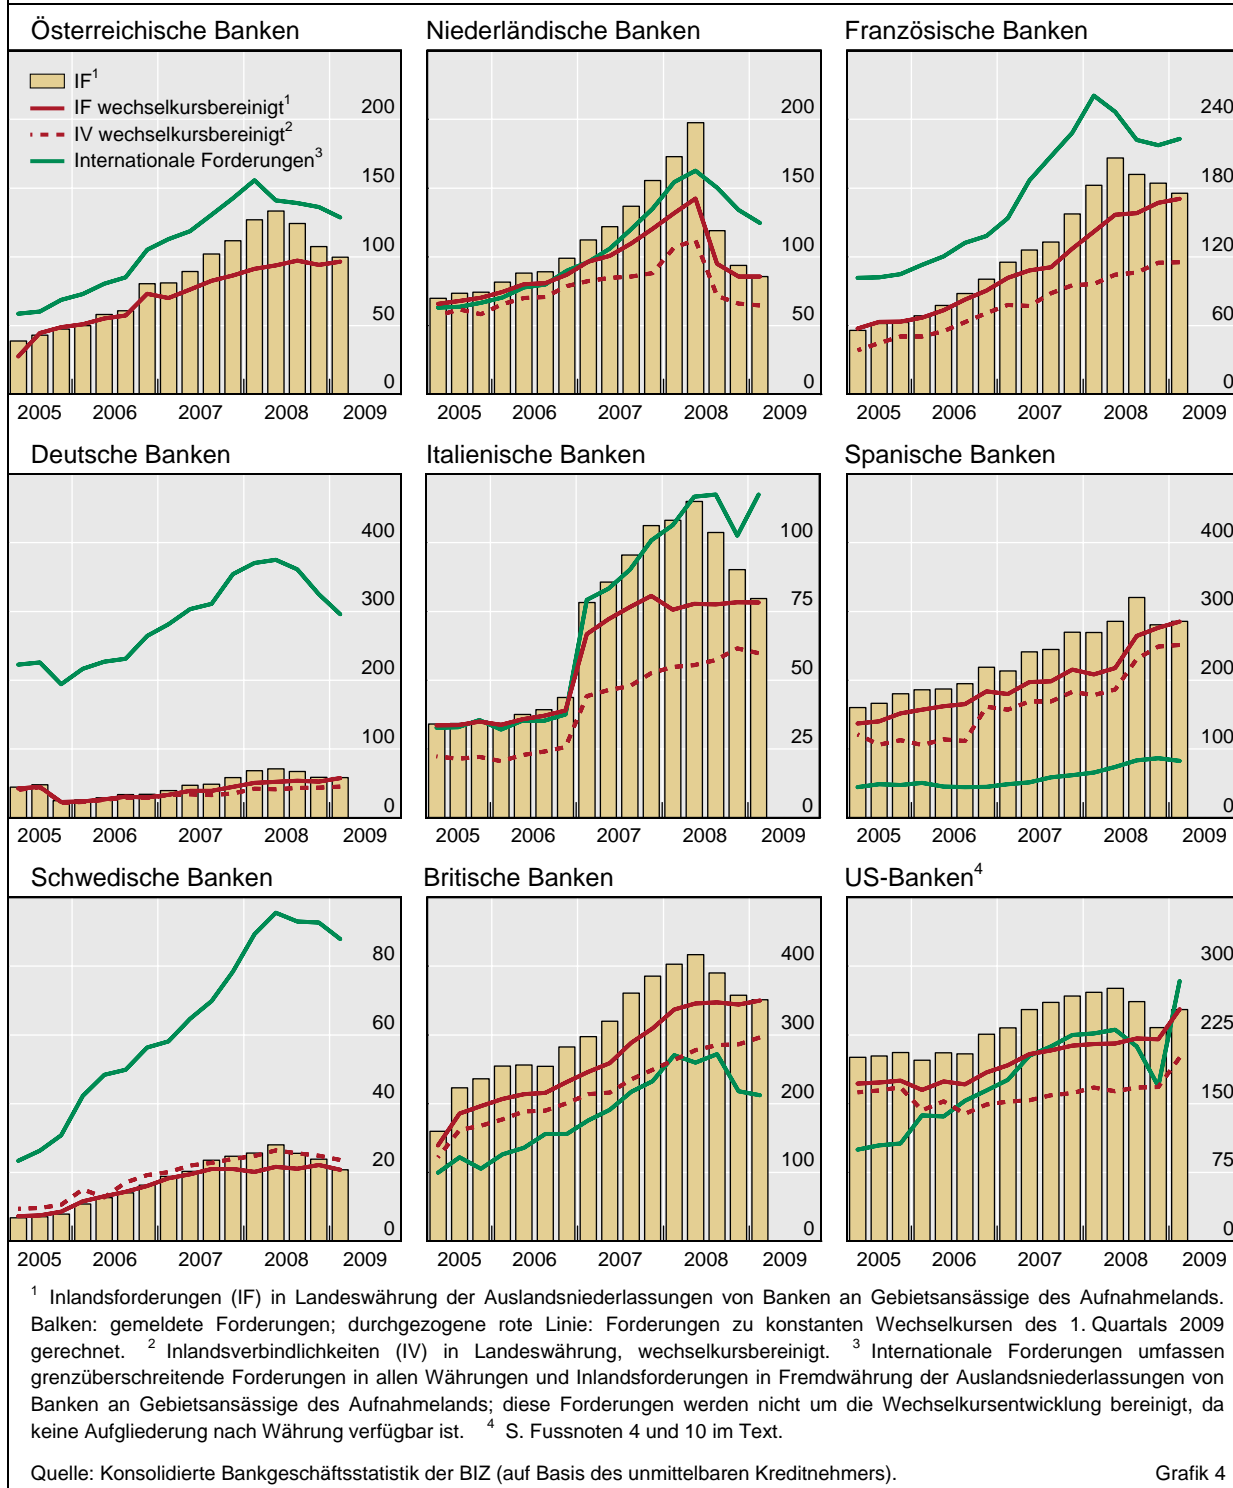 Österreichische Banken
Niederländische Banken
Französische Banken
IF¹
IF wechselkursbereinigt¹
IV wechselkursbereinigt²
Internationale Forderungen³
200
150
100
50
0
2005 2006 2007 2008 2009
200
150
100
50
0
2005 2006 2007 2008 2009
240
180
120
60
0
2005 2006 2007 2008 2009
Deutsche Banken
Italienische Banken
Spanische Banken
400
300
200
100
0
2005 2006 2007 2008 2009
100
75
50
25
0
2005 2006 2007 2008 2009
400
300
200
100
0
2005 2006 2007 2008 2009
Schwedische Banken
Britische Banken
US-Banken⁴
80
60
40
20
0
2005 2006 2007 2008 2009
400
300
200
100
0
2005 2006 2007 2008 2009
300
225
150
75
0
2005 2006 2007 2008 2009
¹ Inlandsforderungen (IF) in Landeswährung der Auslandsniederlassungen von Banken an Gebietsansässige des Aufnahmelands.
Balken: gemeldete Forderungen; durchgezogene rote Linie: Forderungen zu konstanten Wechselkursen des 1. Quartals 2009
gerechnet. ² Inlandsverbindlichkeiten (IV) in Landeswährung, wechselkursbereinigt. ³ Internationale Forderungen umfassen
grenzüberschreitende Forderungen in allen Währungen und Inlandsforderungen in Fremdwährung der Auslandsniederlassungen von
Banken an Gebietsansässige des Aufnahmelands; diese Forderungen werden nicht um die Wechselkursentwicklung bereinigt, da
keine Aufgliederung nach Währung verfügbar ist. ⁴ S. Fussnoten 4 und 10 im Text.
Quelle: Konsolidierte Bankgeschäftsstatistik der BIZ (auf Basis des unmittelbaren Kreditnehmers). Grafik 4